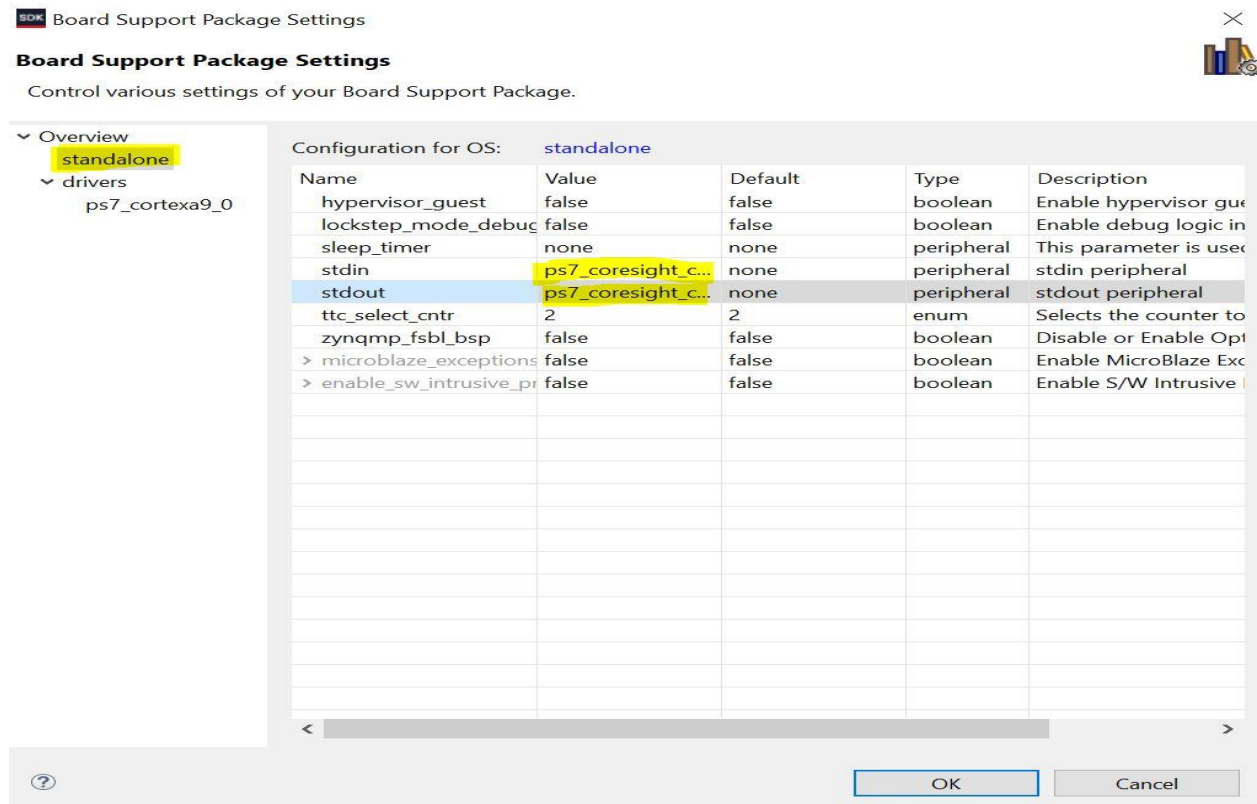 SDK Board Support Package Settings
Board Support Package Settings
Control various settings of your Board Support Package.
Overview
standalone
drivers
ps7_cortexa9_0
Configuration for OS: standalone
Name Value Default Type Description
hypervisor_guest false false boolean Enable hypervisor gue
lockstep_mode_debug false false boolean Enable debug logic in
sleep_timer none none peripheral This parameter is used
stdin ps7_coresight_c... none peripheral stdin peripheral
stdout ps7_coresight_c... none peripheral stdout peripheral
ttc_select_cntr 2 2 enum Selects the counter to
zynqmp_fsbl_bsp false false boolean Disable or Enable Opt
microblaze_exceptions false false boolean Enable MicroBlaze Exc
enable_sw_intrusive_pr false false boolean Enable S/W Intrusive
OK Cancel